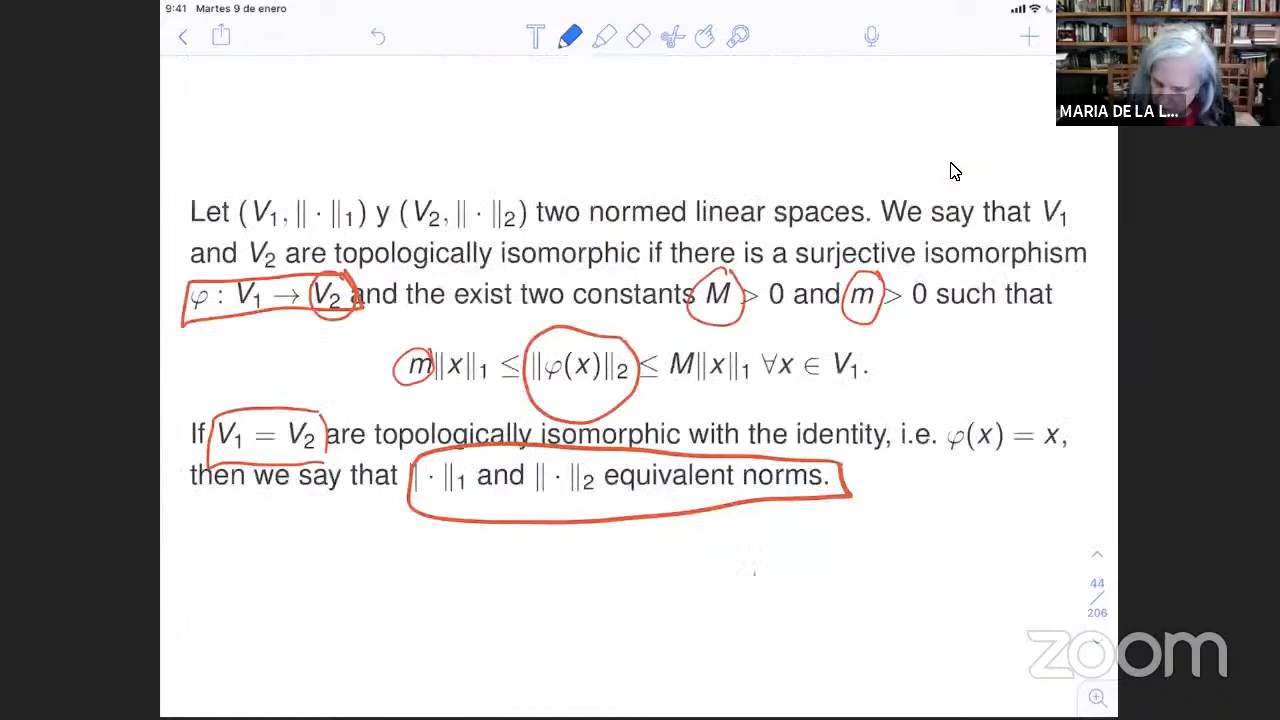 9:41 Martes 9 de enero
MARIA DE LA L...
Let (V₁, ‖ · ‖₁) y (V₂, ‖ · ‖₂) two normed linear spaces. We say that V₁
and V₂ are topologically isomorphic if there is a surjective isomorphism
φ : V₁ → V₂ and the exist two constants M > 0 and m > 0 such that
m‖x‖₁ ≤ ‖φ(x)‖₂ ≤ M‖x‖₁ ∀x ∈ V₁.
If V₁ = V₂ are topologically isomorphic with the identity, i.e. φ(x) = x,
then we say that ‖ · ‖₁ and ‖ · ‖₂ equivalent norms.
44
/
206
zoom